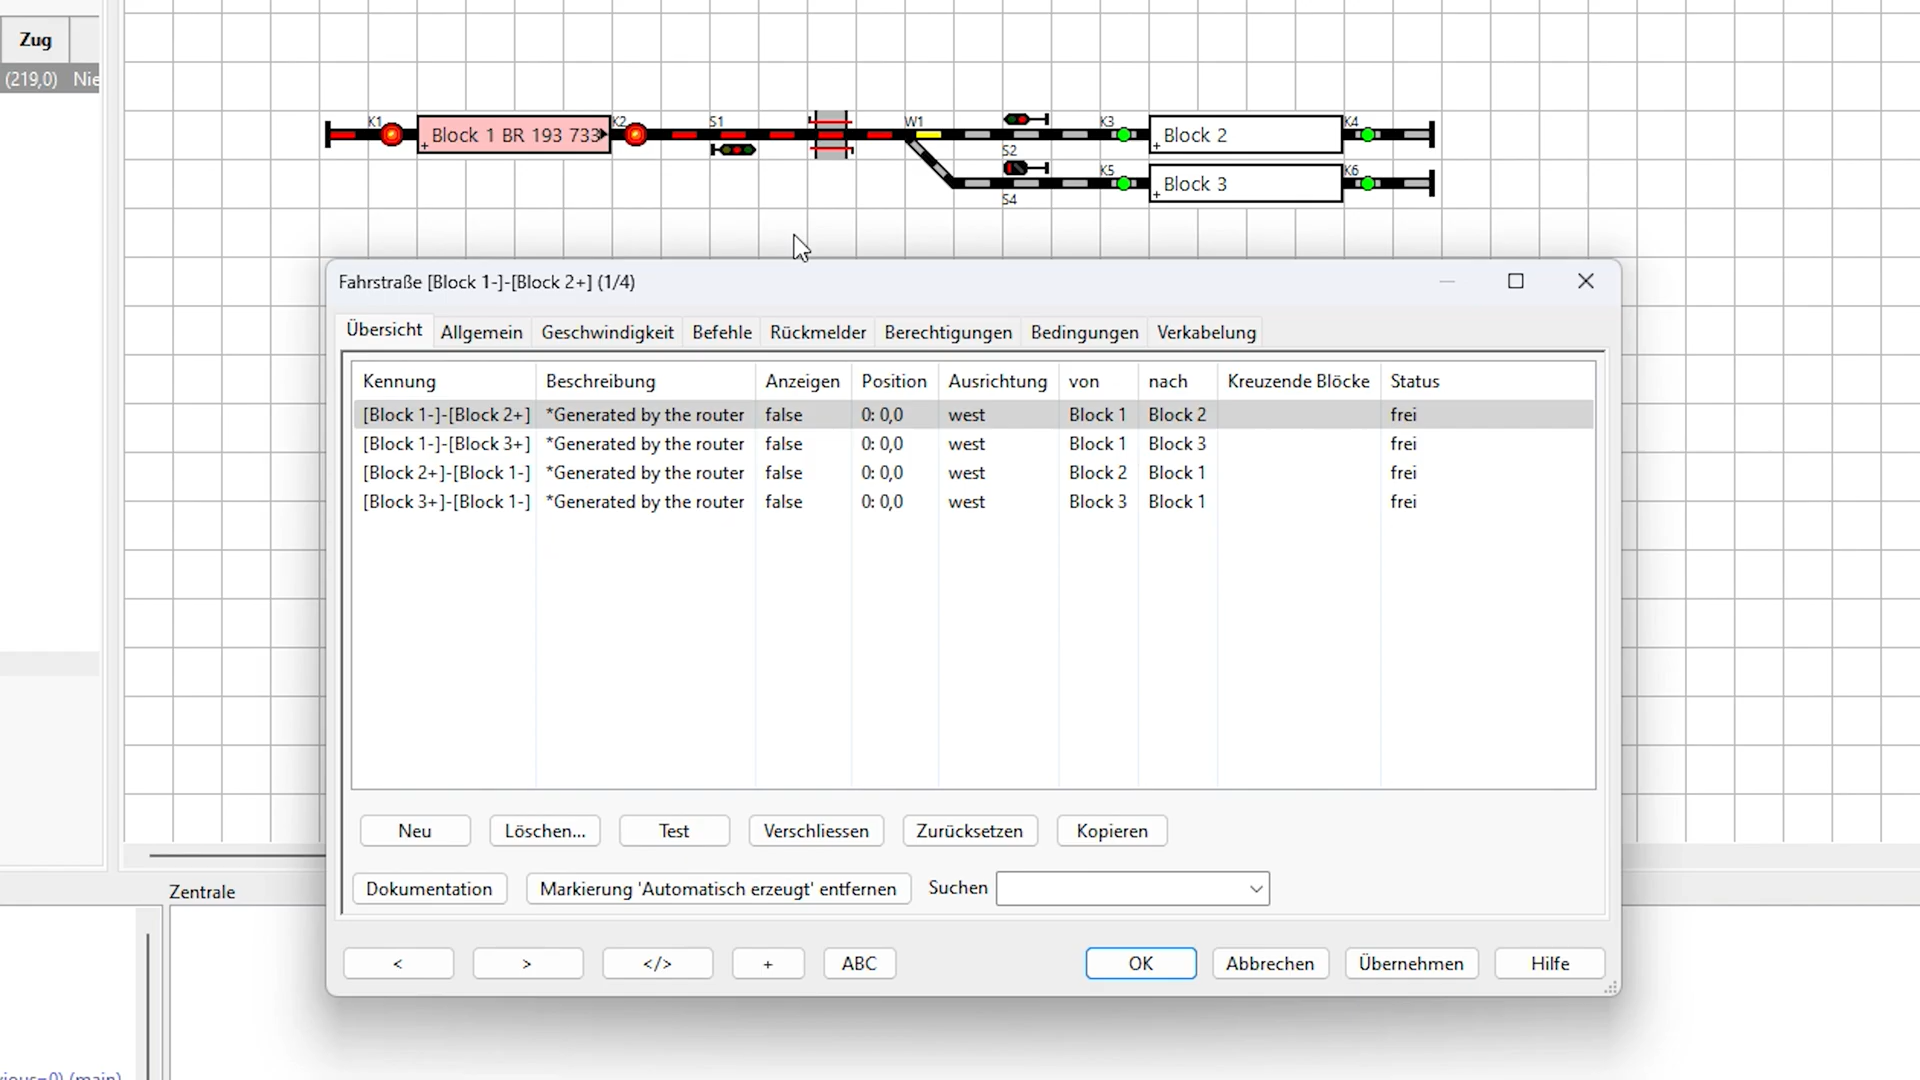 Zug
(219,0) Nie
K1
Block 1 BR 193 733
K2
S1
W1
S2
K3
Block 2
K4
S4
K5
Block 3
K6
Fahrstraße [Block 1-]-[Block 2+] (1/4)
Übersicht Allgemein Geschwindigkeit Befehle Rückmelder Berechtigungen Bedingungen Verkabelung
Kennung Beschreibung Anzeigen Position Ausrichtung von nach Kreuzende Blöcke Status
[Block 1-]-[Block 2+] *Generated by the router false 0: 0,0 west Block 1 Block 2 frei
[Block 1-]-[Block 3+] *Generated by the router false 0: 0,0 west Block 1 Block 3 frei
[Block 2+]-[Block 1-] *Generated by the router false 0: 0,0 west Block 2 Block 1 frei
[Block 3+]-[Block 1-] *Generated by the router false 0: 0,0 west Block 3 Block 1 frei
Neu Löschen... Test Verschliessen Zurücksetzen Kopieren
Dokumentation Markierung 'Automatisch erzeugt' entfernen Suchen
< > </> + ABC OK Abbrechen Übernehmen Hilfe
Zentrale
(main)